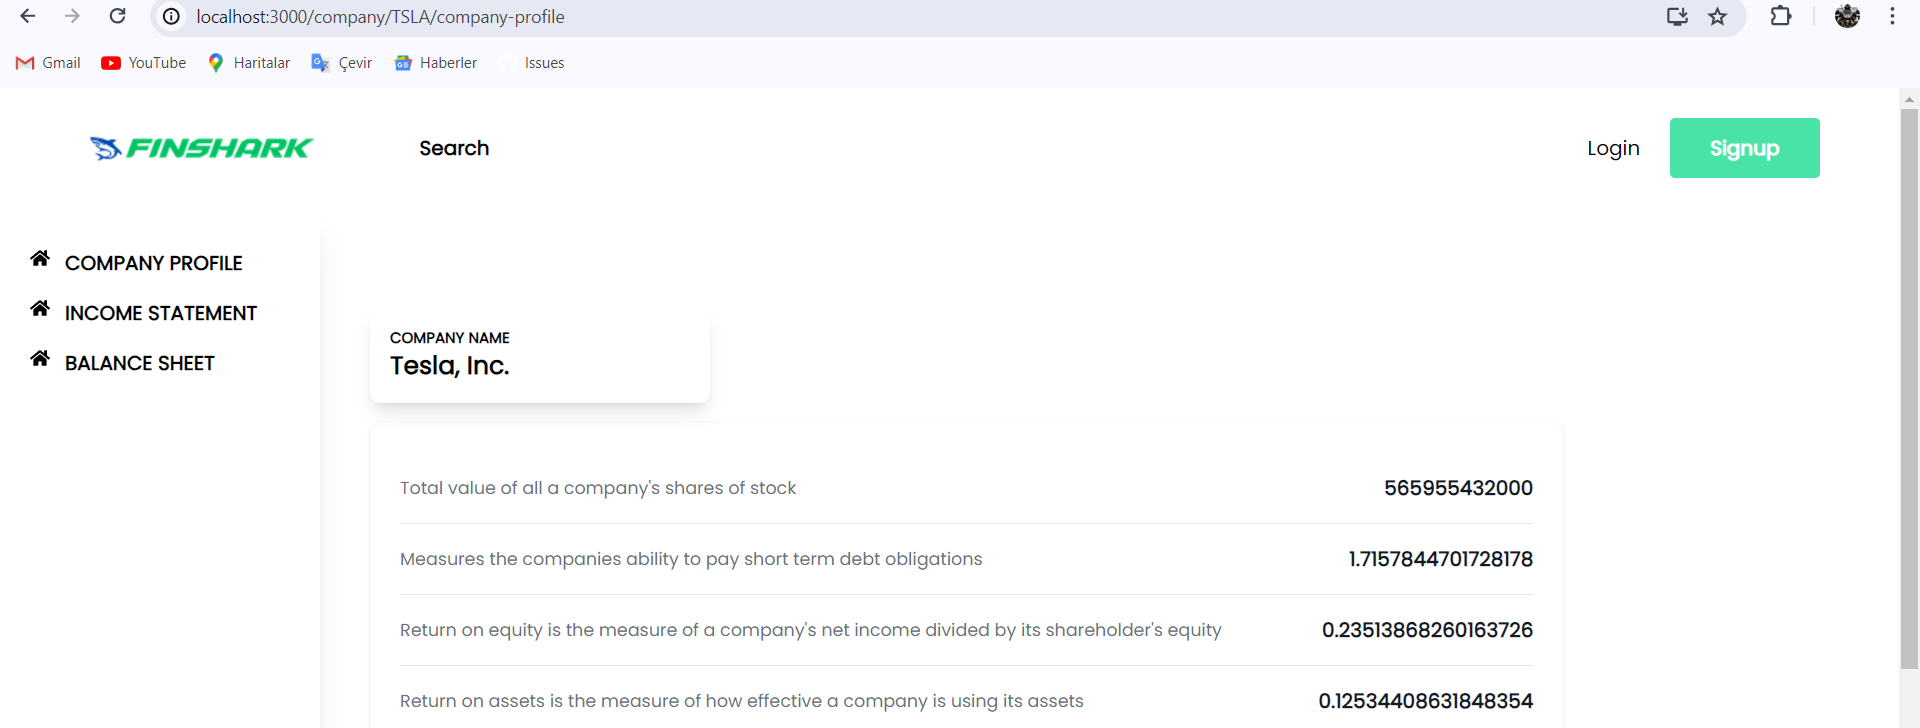 localhost:3000/company/TSLA/company-profile
Gmail YouTube Haritalar Çevir Haberler Issues
FINSHARK Search Login Signup
COMPANY PROFILE
INCOME STATEMENT
BALANCE SHEET
COMPANY NAME
Tesla, Inc.
Total value of all a company's shares of stock 565955432000
Measures the companies ability to pay short term debt obligations 1.7157844701728178
Return on equity is the measure of a company's net income divided by its shareholder's equity 0.23513868260163726
Return on assets is the measure of how effective a company is using its assets 0.12534408631848354